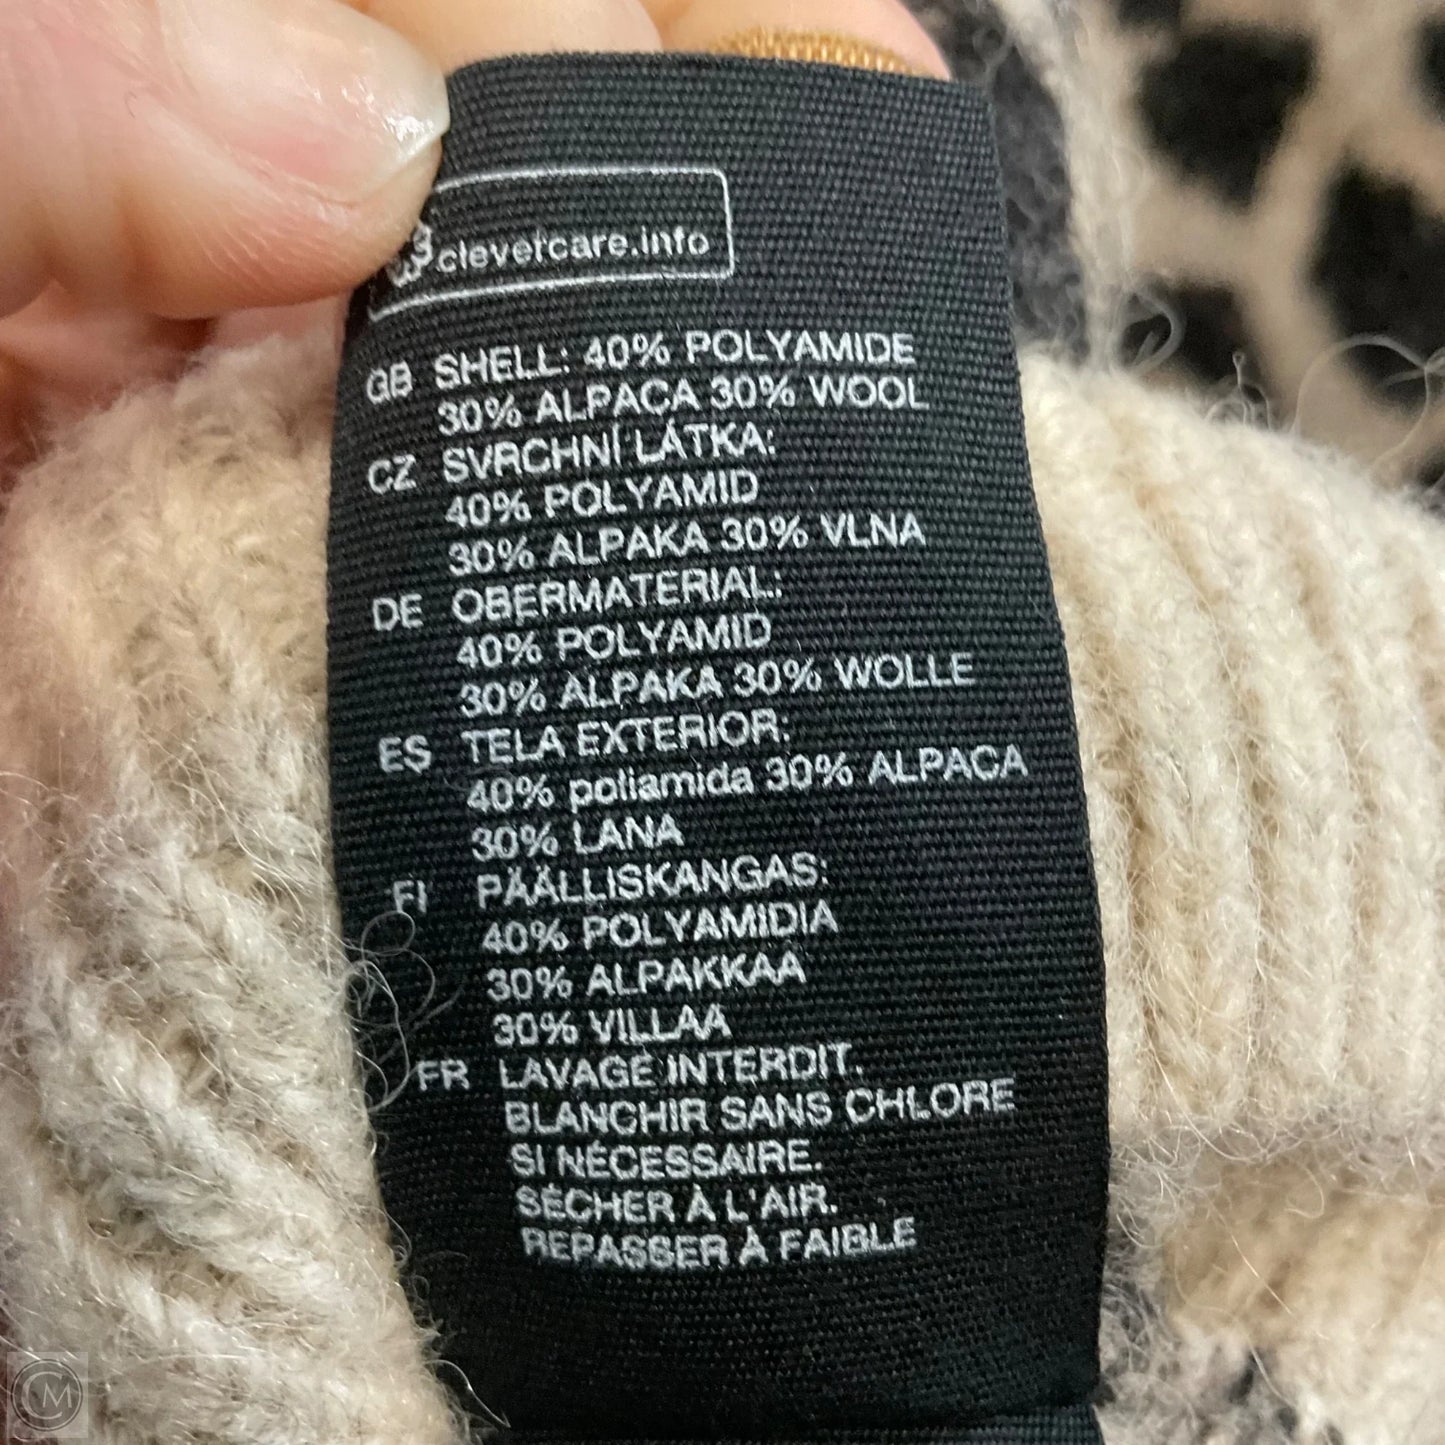 clevercare.info
GB SHELL: 40% POLYAMIDE
30% ALPACA 30% WOOL
CZ SVRCHNÍ LÁTKA:
40% POLYAMID
30% ALPAKA 30% VLNA
DE OBERMATERIAL:
40% POLYAMID
30% ALPAKA 30% WOLLE
ES TELA EXTERIOR:
40% poliamida 30% ALPACA
30% LANA
FI PÄÄLLISKANGAS:
40% POLYAMIDIA
30% ALPAKKAA
30% VILLAA
FR LAVAGE INTERDIT.
BLANCHIR SANS CHLORE
SI NÉCESSAIRE.
SÉCHER À L'AIR.
REPASSER À FAIBLE
CM